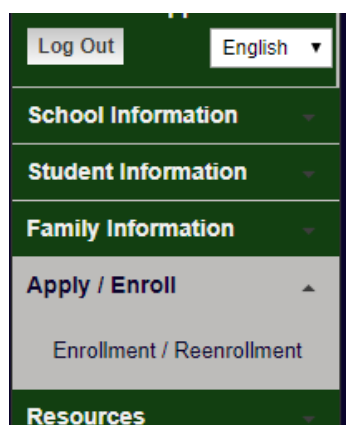 Log Out
English
School Information
Student Information
Family Information
Apply / Enroll
Enrollment / Reenrollment
Resources